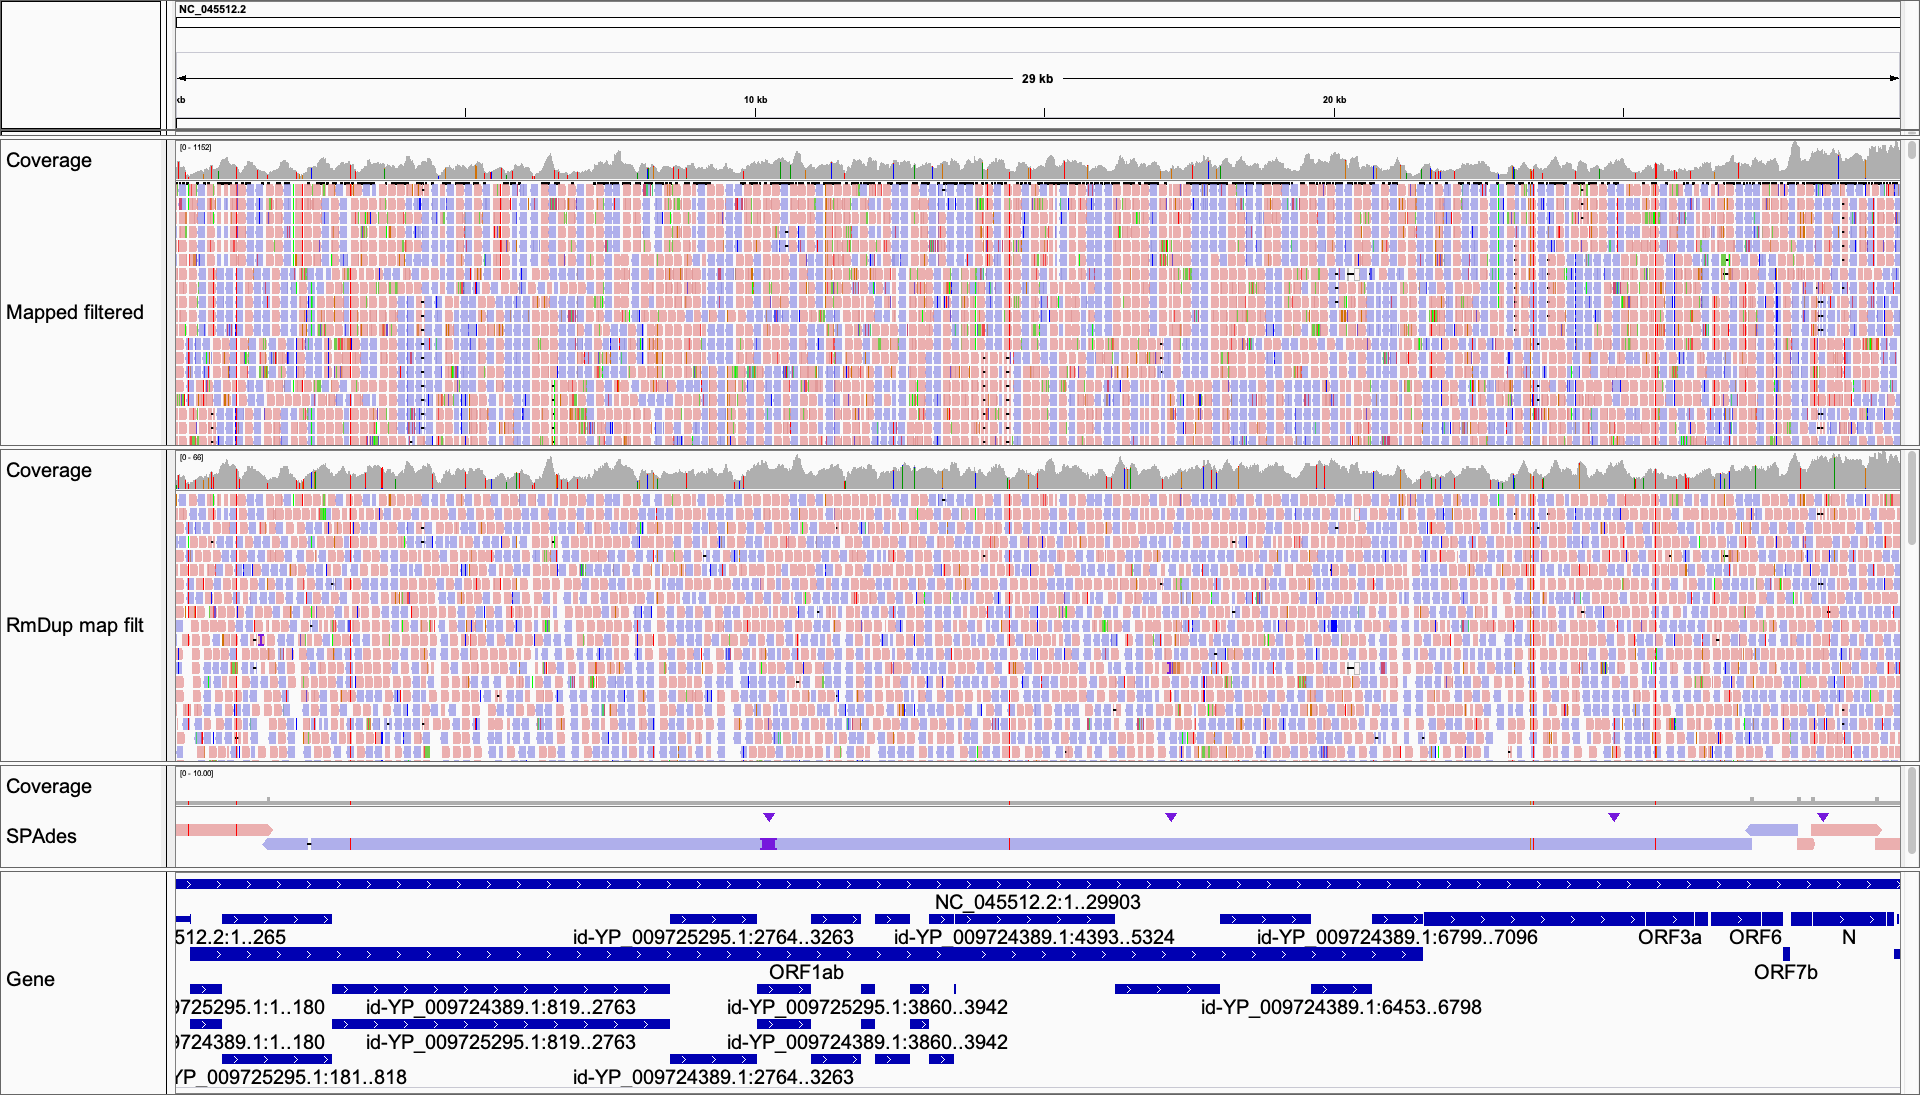 NC_045512.2
29 kb
kb
10 kb
20 kb
Coverage
[0 - 1152]
Mapped filtered
Coverage
[0 - 66]
RmDup map filt
Coverage
[0 - 10.00]
SPAdes
Gene
NC_045512.2:1..29903
512.2:1..265
id-YP_009725295.1:2764..3263
id-YP_009724389.1:4393..5324
id-YP_009724389.1:6799..7096
ORF3a
ORF6
N
ORF1ab
ORF7b
9725295.1:1..180
id-YP_009724389.1:819..2763
id-YP_009725295.1:3860..3942
id-YP_009724389.1:6453..6798
9724389.1:1..180
id-YP_009725295.1:819..2763
id-YP_009724389.1:3860..3942
YP_009725295.1:181..818
id-YP_009724389.1:2764..3263